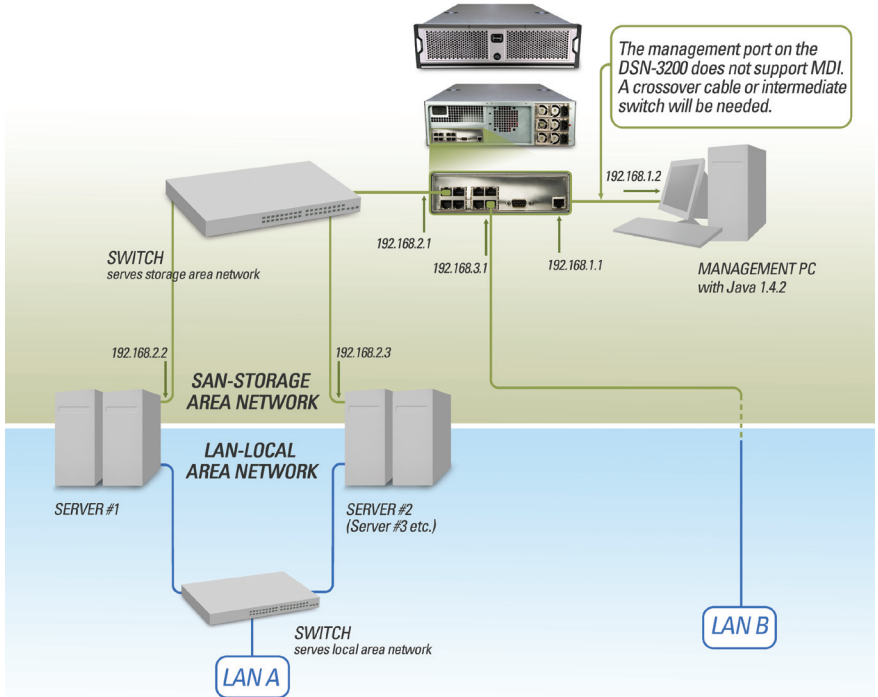 The management port on the
DSN-3200 does not support MDI.
A crossover cable or intermediate
switch will be needed.
192.168.1.2
192.168.2.1
192.168.3.1
192.168.1.1
SWITCH
serves storage area network
MANAGEMENT PC
with Java 1.4.2
192.168.2.2
192.168.2.3
SAN-STORAGE
AREA NETWORK
LAN-LOCAL
AREA NETWORK
SERVER #1
SERVER #2
(Server #3 etc.)
SWITCH
serves local area network
LAN A
LAN B